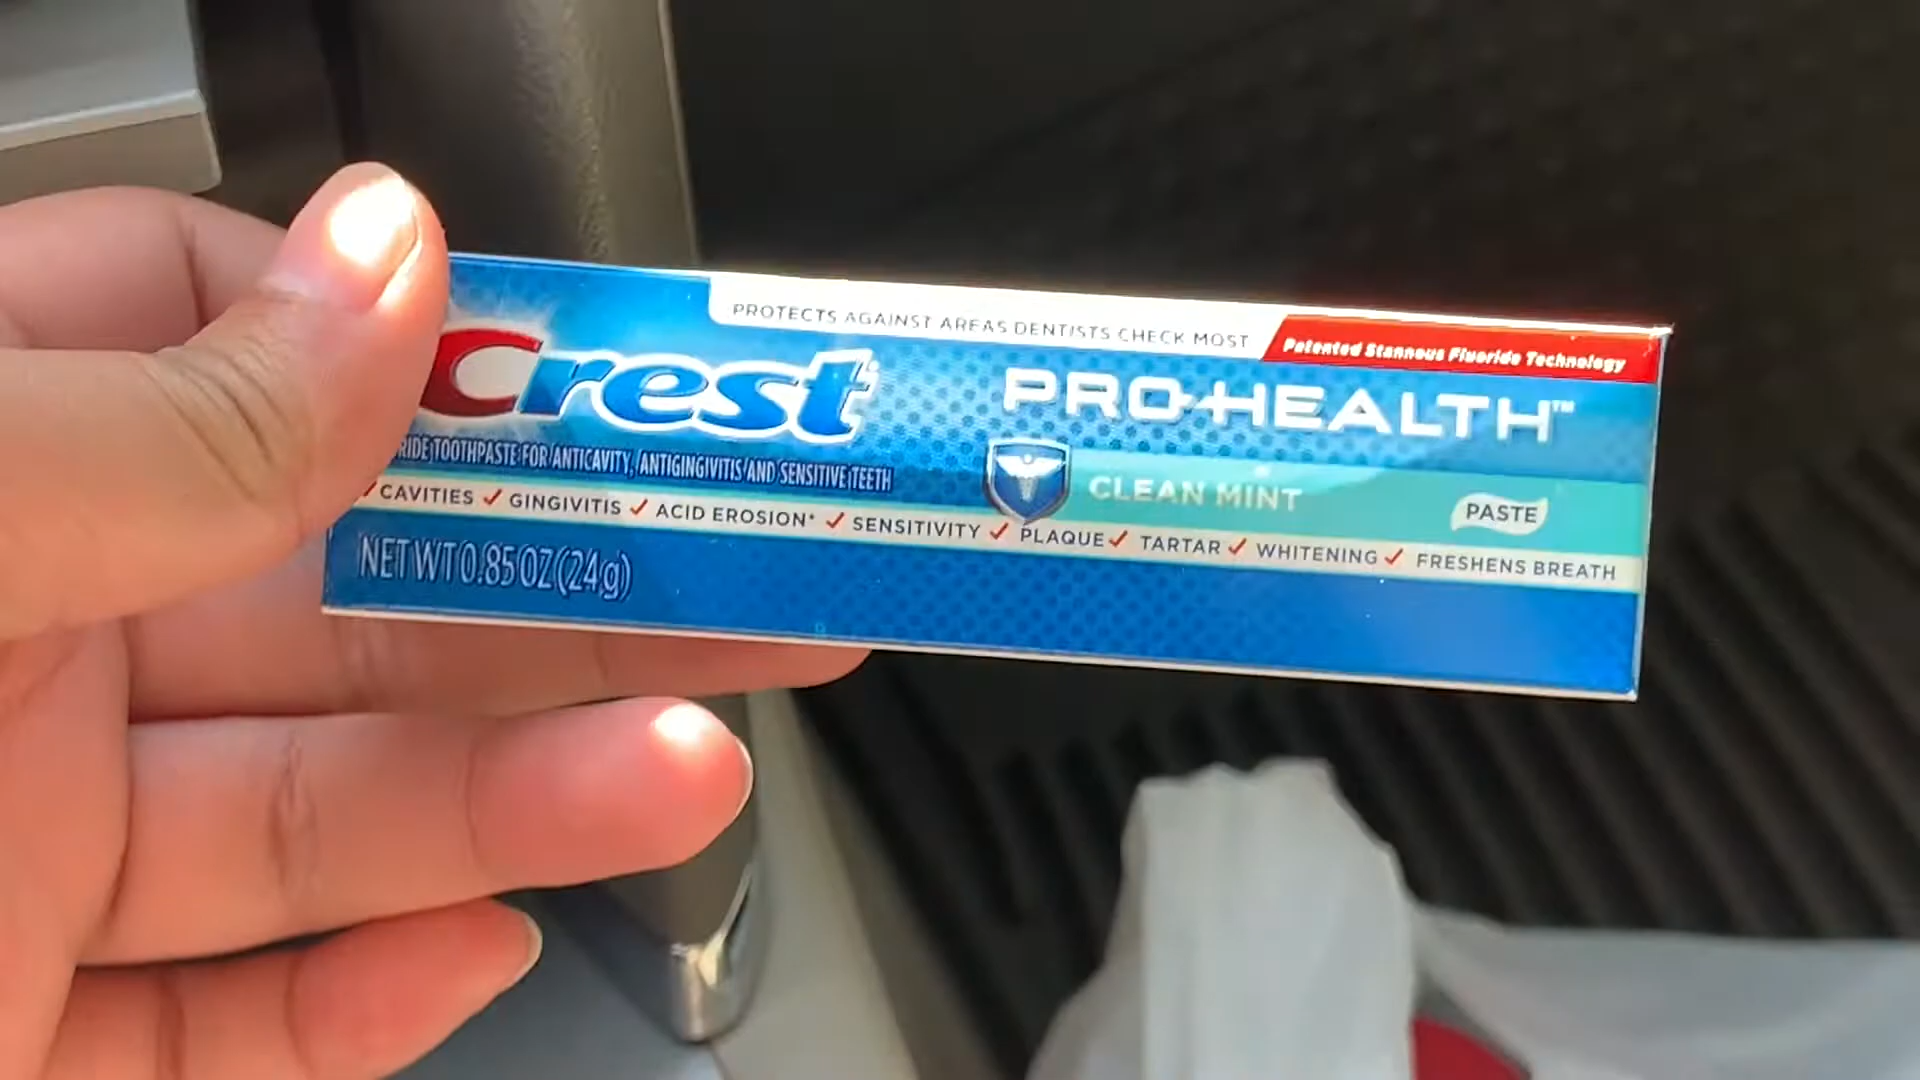 PROTECTS AGAINST AREAS DENTISTS CHECK MOST
Patented Stannous Fluoride Technology
Crest
PRO-HEALTH™
RIDE TOOTHPASTE FOR ANTICAVITY, ANTIGINGIVITIS AND SENSITIVE TEETH
CLEAN MINT
PASTE
✓ CAVITIES ✓ GINGIVITIS ✓ ACID EROSION* ✓ SENSITIVITY ✓ PLAQUE ✓ TARTAR ✓ WHITENING ✓ FRESHENS BREATH
NET WT 0.85 OZ (24g)